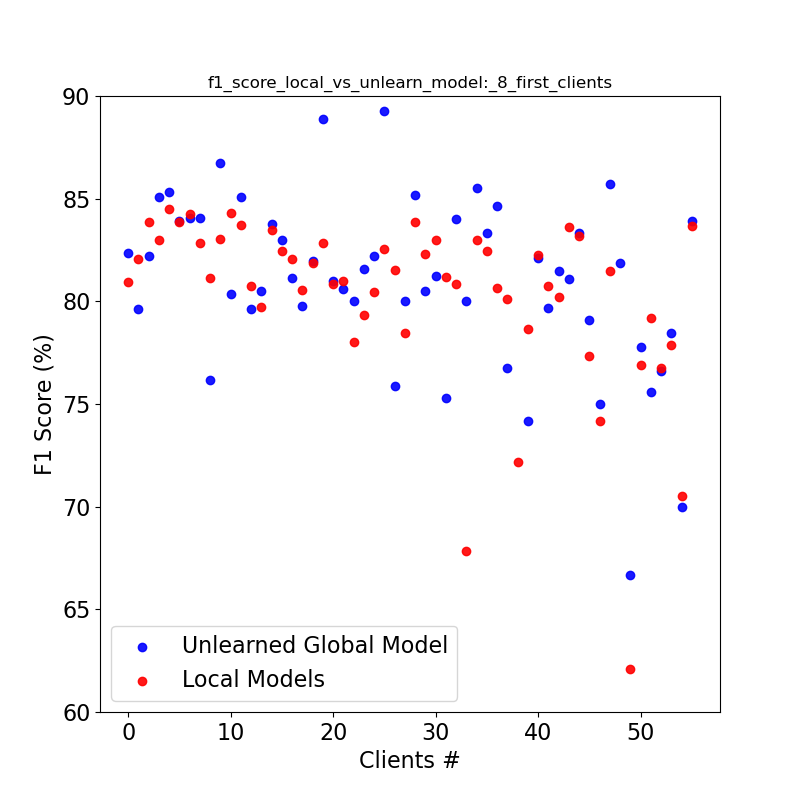 f1_score_local_vs_unlearn_model:_8_first_clients
90
85
80
75
70
65
60
F1 Score (%)
Unlearned Global Model
Local Models
0 10 20 30 40 50
Clients #